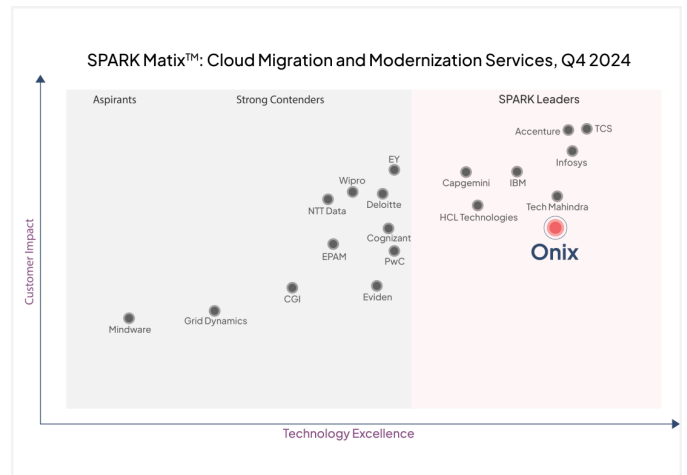 SPARK Matix™: Cloud Migration and Modernization Services, Q4 2024
Aspirants
Strong Contenders
SPARK Leaders
Accenture
TCS
Infosys
EY
Capgemini
IBM
Wipro
Deloitte
NTT Data
Tech Mahindra
HCL Technologies
Cognizant
Onix
EPAM
PwC
CGI
Eviden
Grid Dynamics
Mindware
Customer Impact
Technology Excellence